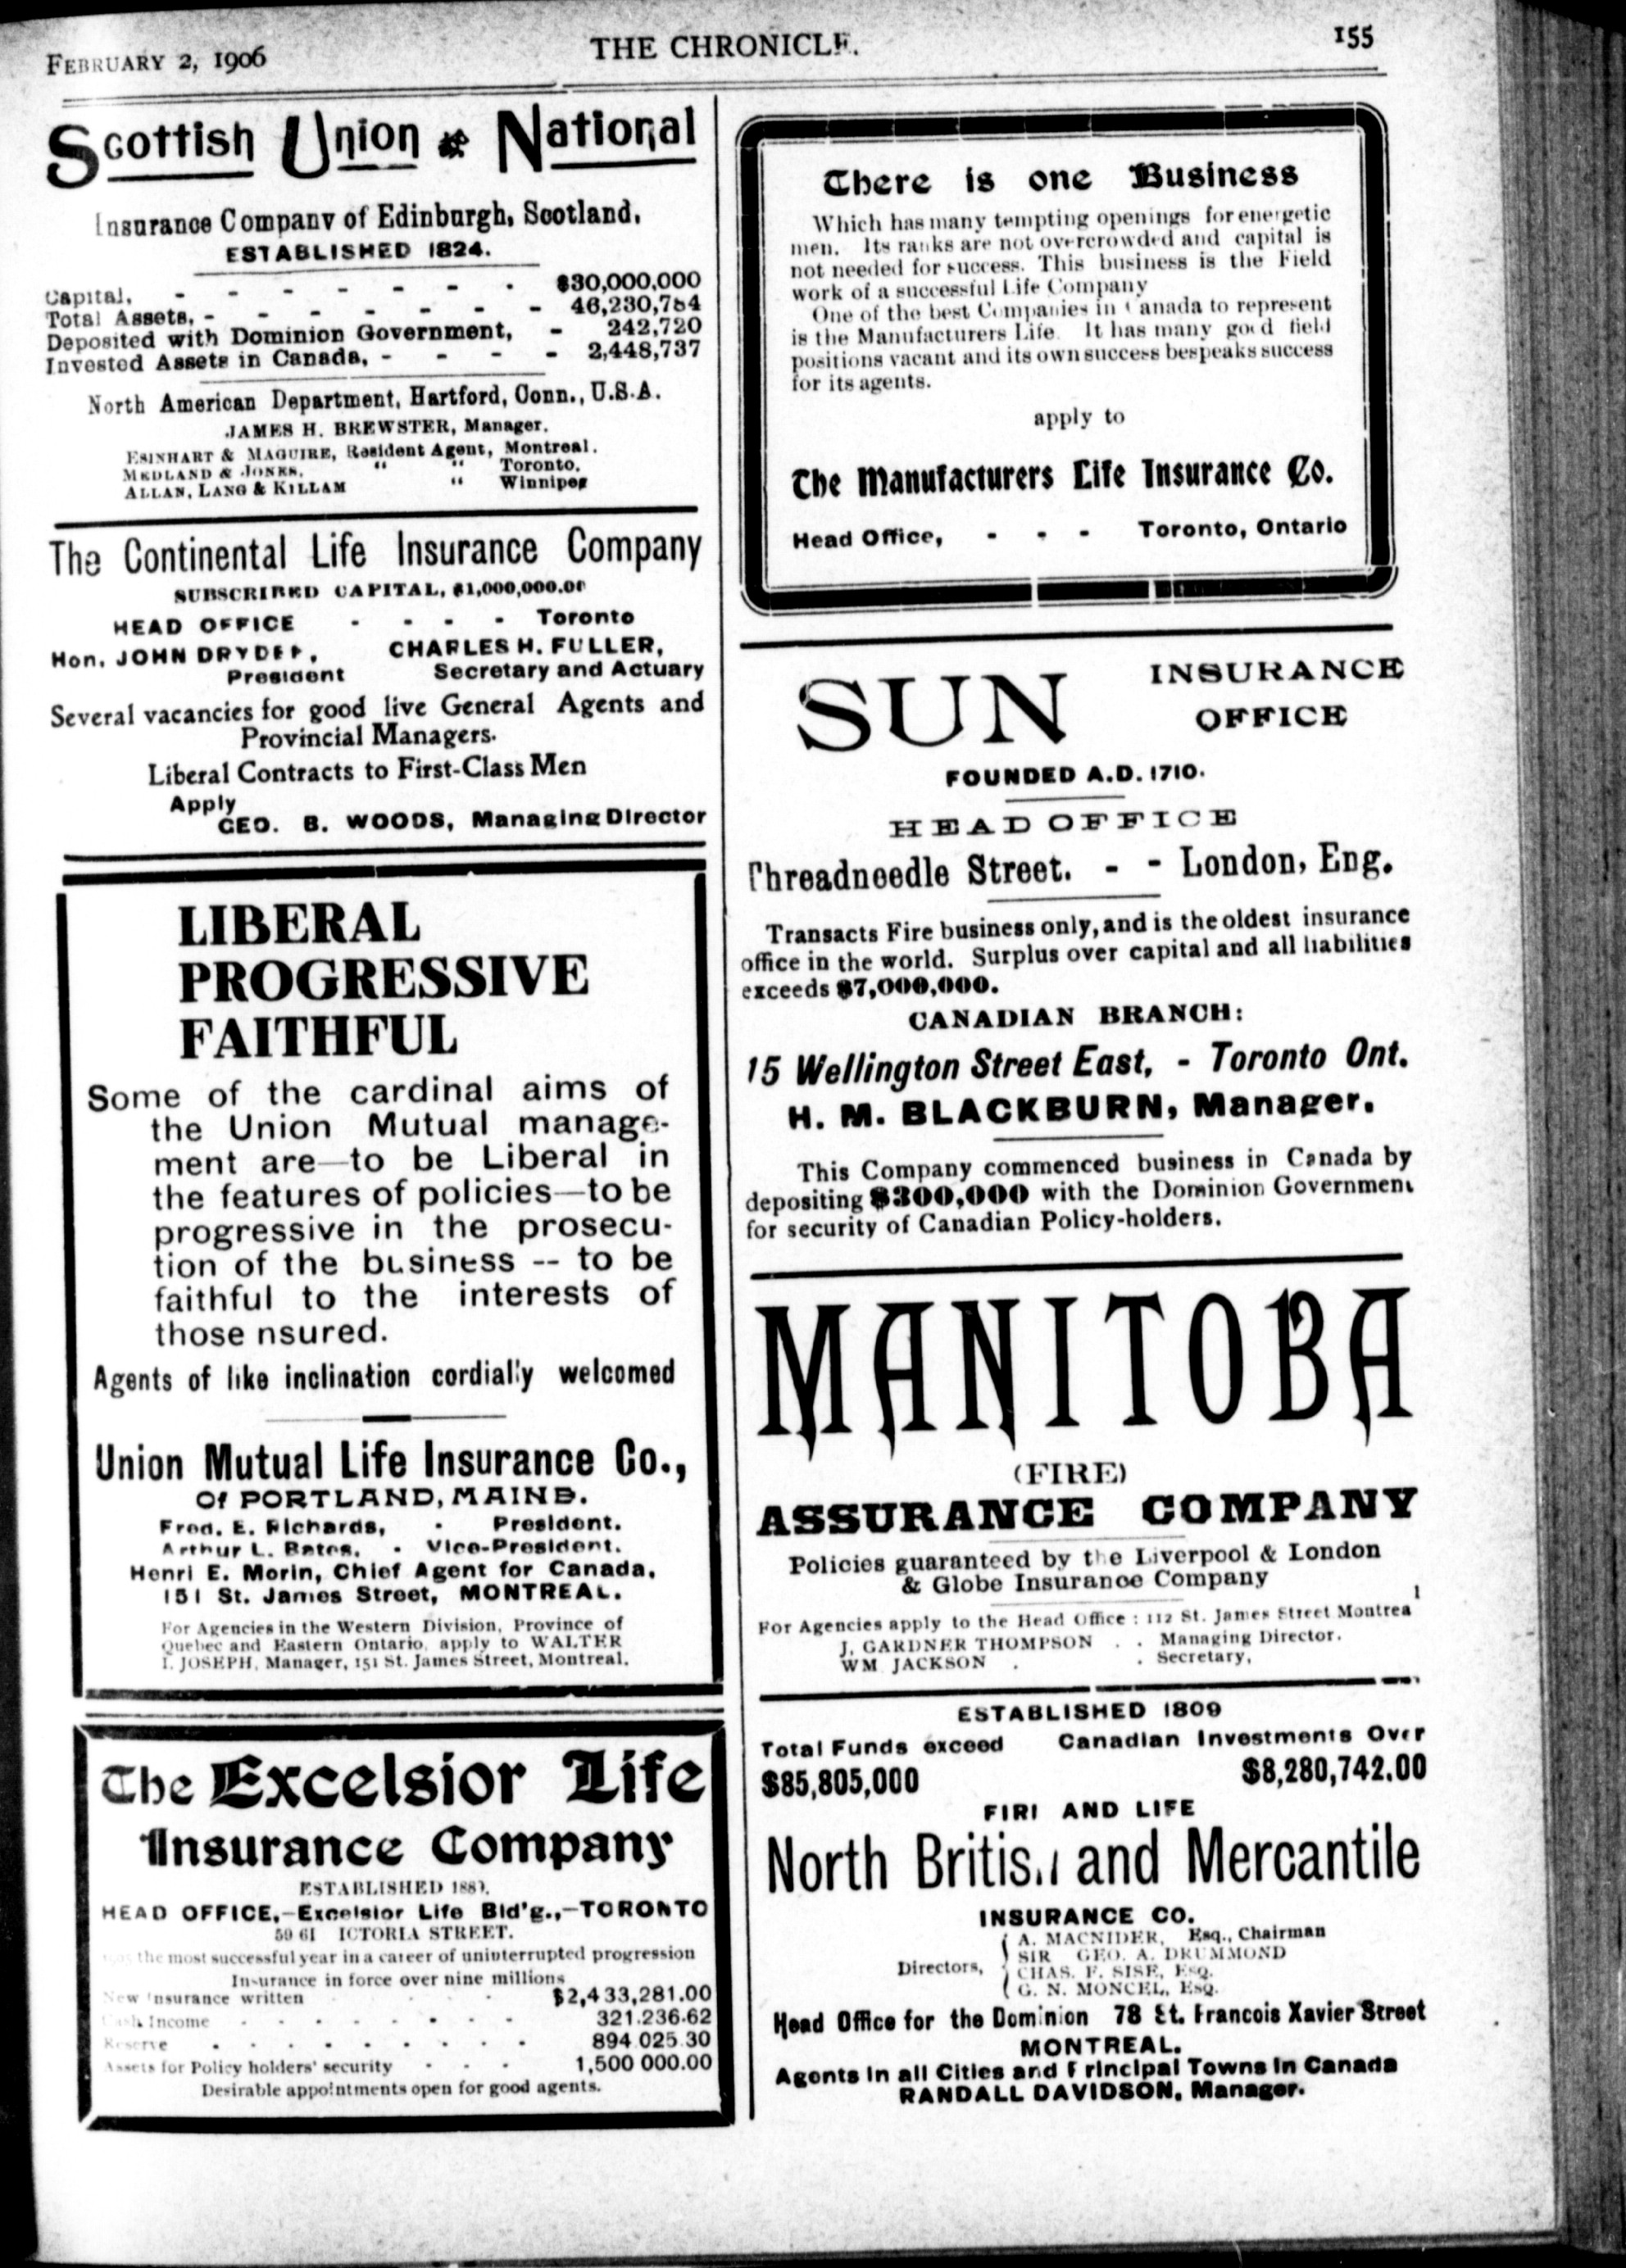 FEBRUARY 2, 1906
THE CHRONICLE.
155
Scottish Union & National
Insurance Company of Edinburgh, Scotland.
ESTABLISHED 1824.
Capital, - - - - - - - $30,000,000
Total Assets, - - - - - - - 46,230,784
Deposited with Dominion Government, - 242,720
Invested Assets in Canada, - - - - 2,448,737
North American Department, Hartford, Conn., U.S.A.
JAMES H. BREWSTER, Manager.
ESINHART & MAGUIRE, Resident Agent, Montreal.
MEDLAND & JONES, " " Toronto.
ALLAN, LANG & KILLAM " Winnipeg
The Continental Life Insurance Company
SUBSCRIBED CAPITAL, $1,000,000.00
HEAD OFFICE - - - - Toronto
Hon. JOHN DRYDEN, CHARLES H. FULLER,
President Secretary and Actuary
Several vacancies for good live General Agents and
Provincial Managers.
Liberal Contracts to First-Class Men
Apply
GEO. B. WOODS, Managing Director
LIBERAL
PROGRESSIVE
FAITHFUL
Some of the cardinal aims of
the Union Mutual manage-
ment are—to be Liberal in
the features of policies—to be
progressive in the prosecu-
tion of the business -- to be
faithful to the interests of
those nsured.
Agents of like inclination cordially welcomed
Union Mutual Life Insurance Co.,
Of PORTLAND, MAINE.
Fred. E. Richards, - President.
Arthur L. Bates, - Vice-President.
Henri E. Morin, Chief Agent for Canada,
151 St. James Street, MONTREAL.
For Agencies in the Western Division, Province of
Quebec and Eastern Ontario, apply to WALTER
I. JOSEPH, Manager, 151 St. James Street, Montreal.
The Excelsior Life
Insurance Company
ESTABLISHED
HEAD OFFICE,—Excelsior Life Bld'g.,—TORONTO
59 61 ICTORIA STREET.
the most successful year in a career of uninterrupted progression
Insurance in force over nine millions
New Insurance written - - - $2,433,281.00
Cash Income - - - - - - - 321.236.62
Reserve - - - - - - - - 894.025.30
Assets for Policy holders' security - - - 1,500 000.00
Desirable appointments open for good agents.
There is one Business
Which has many tempting openings for energetic
men. Its ranks are not overcrowded and capital is
not needed for success. This business is the Field
work of a successful Life Company
One of the best Companies in Canada to represent
is the Manufacturers Life. It has many good field
positions vacant and its own success bespeaks success
for its agents.
apply to
The Manufacturers Life Insurance Co.
Head Office, - - - Toronto, Ontario
SUN INSURANCE
OFFICE
FOUNDED A.D. 1710.
HEAD OFFICE
Threadneedle Street. - - London, Eng.
Transacts Fire business only, and is the oldest insurance
office in the world. Surplus over capital and all liabilities
exceeds $7,000,000.
CANADIAN BRANCH:
15 Wellington Street East, - Toronto Ont.
H. M. BLACKBURN, Manager.
This Company commenced business in Canada by
depositing $300,000 with the Dominion Government
for security of Canadian Policy-holders.
MANITOBA
(FIRE)
ASSURANCE COMPANY
Policies guaranteed by the Liverpool & London
& Globe Insurance Company
For Agencies apply to the Head Office : 112 St. James Street Montreal
J. GARDNER THOMPSON . . Managing Director.
WM JACKSON . . Secretary,
ESTABLISHED 1809
Total Funds exceed Canadian Investments Over
$85,805,000 $8,280,742.00
FIRE AND LIFE
North British and Mercantile
INSURANCE CO.
Directors, A. MACNIDER, Esq., Chairman
SIR GEO. A. DRUMMOND
CHAS. F. SISE, ESQ.
G. N. MONCEL, ESQ.
Head Office for the Dominion 78 St. Francois Xavier Street
MONTREAL.
Agents in all Cities and Principal Towns in Canada
RANDALL DAVIDSON, Manager.